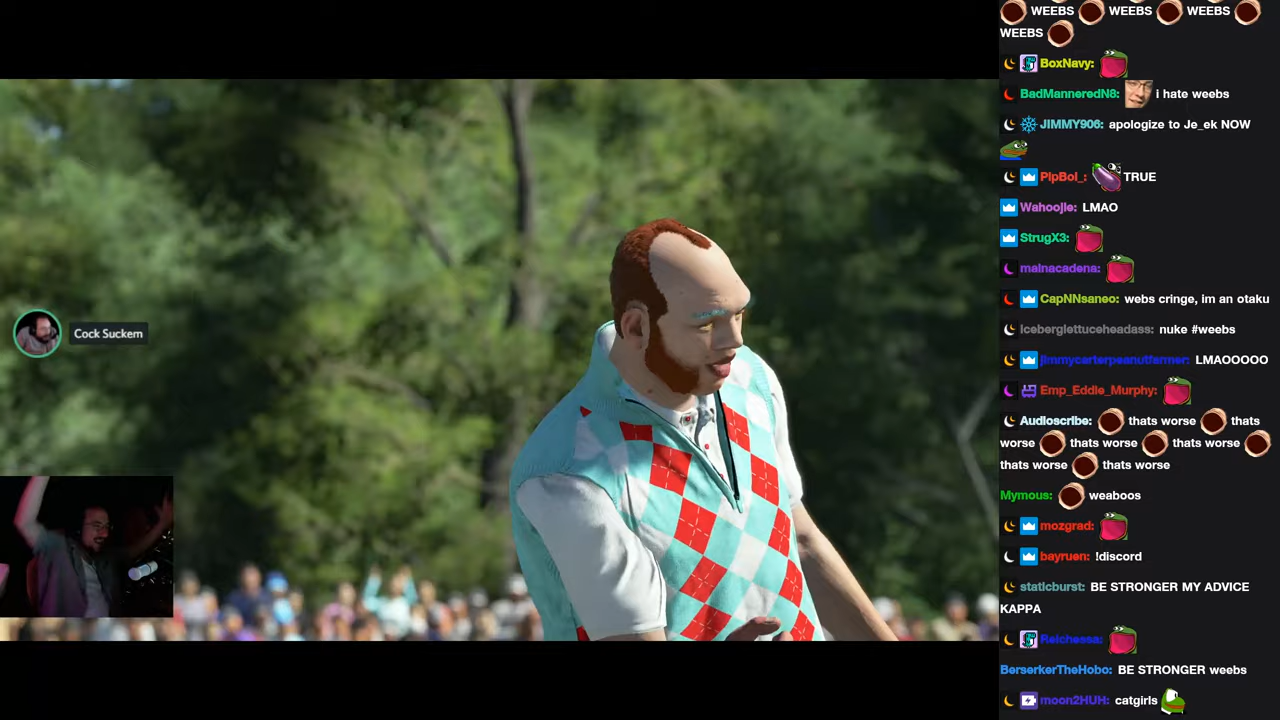 WEEBS WEEBS WEEBS
WEEBS
BoxNavy:
BadManneredN8: i hate weebs
JIMMY906: apologize to Je_ek NOW
PipBoi_: TRUE
Wahoojie: LMAO
StrugX3:
mainacadena:
CapNNsaneo: webs cringe, im an otaku
Iceberglettuceheadass: nuke #weebs
jimmycarterpeanutfarmer: LMAOOOOO
Emp_Eddie_Murphy:
Cock Suckem
Audioscribe: thats worse thats
worse thats worse thats worse
thats worse thats worse
Mymous: weaboos
mozgrad:
bayruen: !discord
staticburst: BE STRONGER MY ADVICE
KAPPA
Reichessa:
BerserkerTheHobo: BE STRONGER weebs
moon2HUH: catgirls